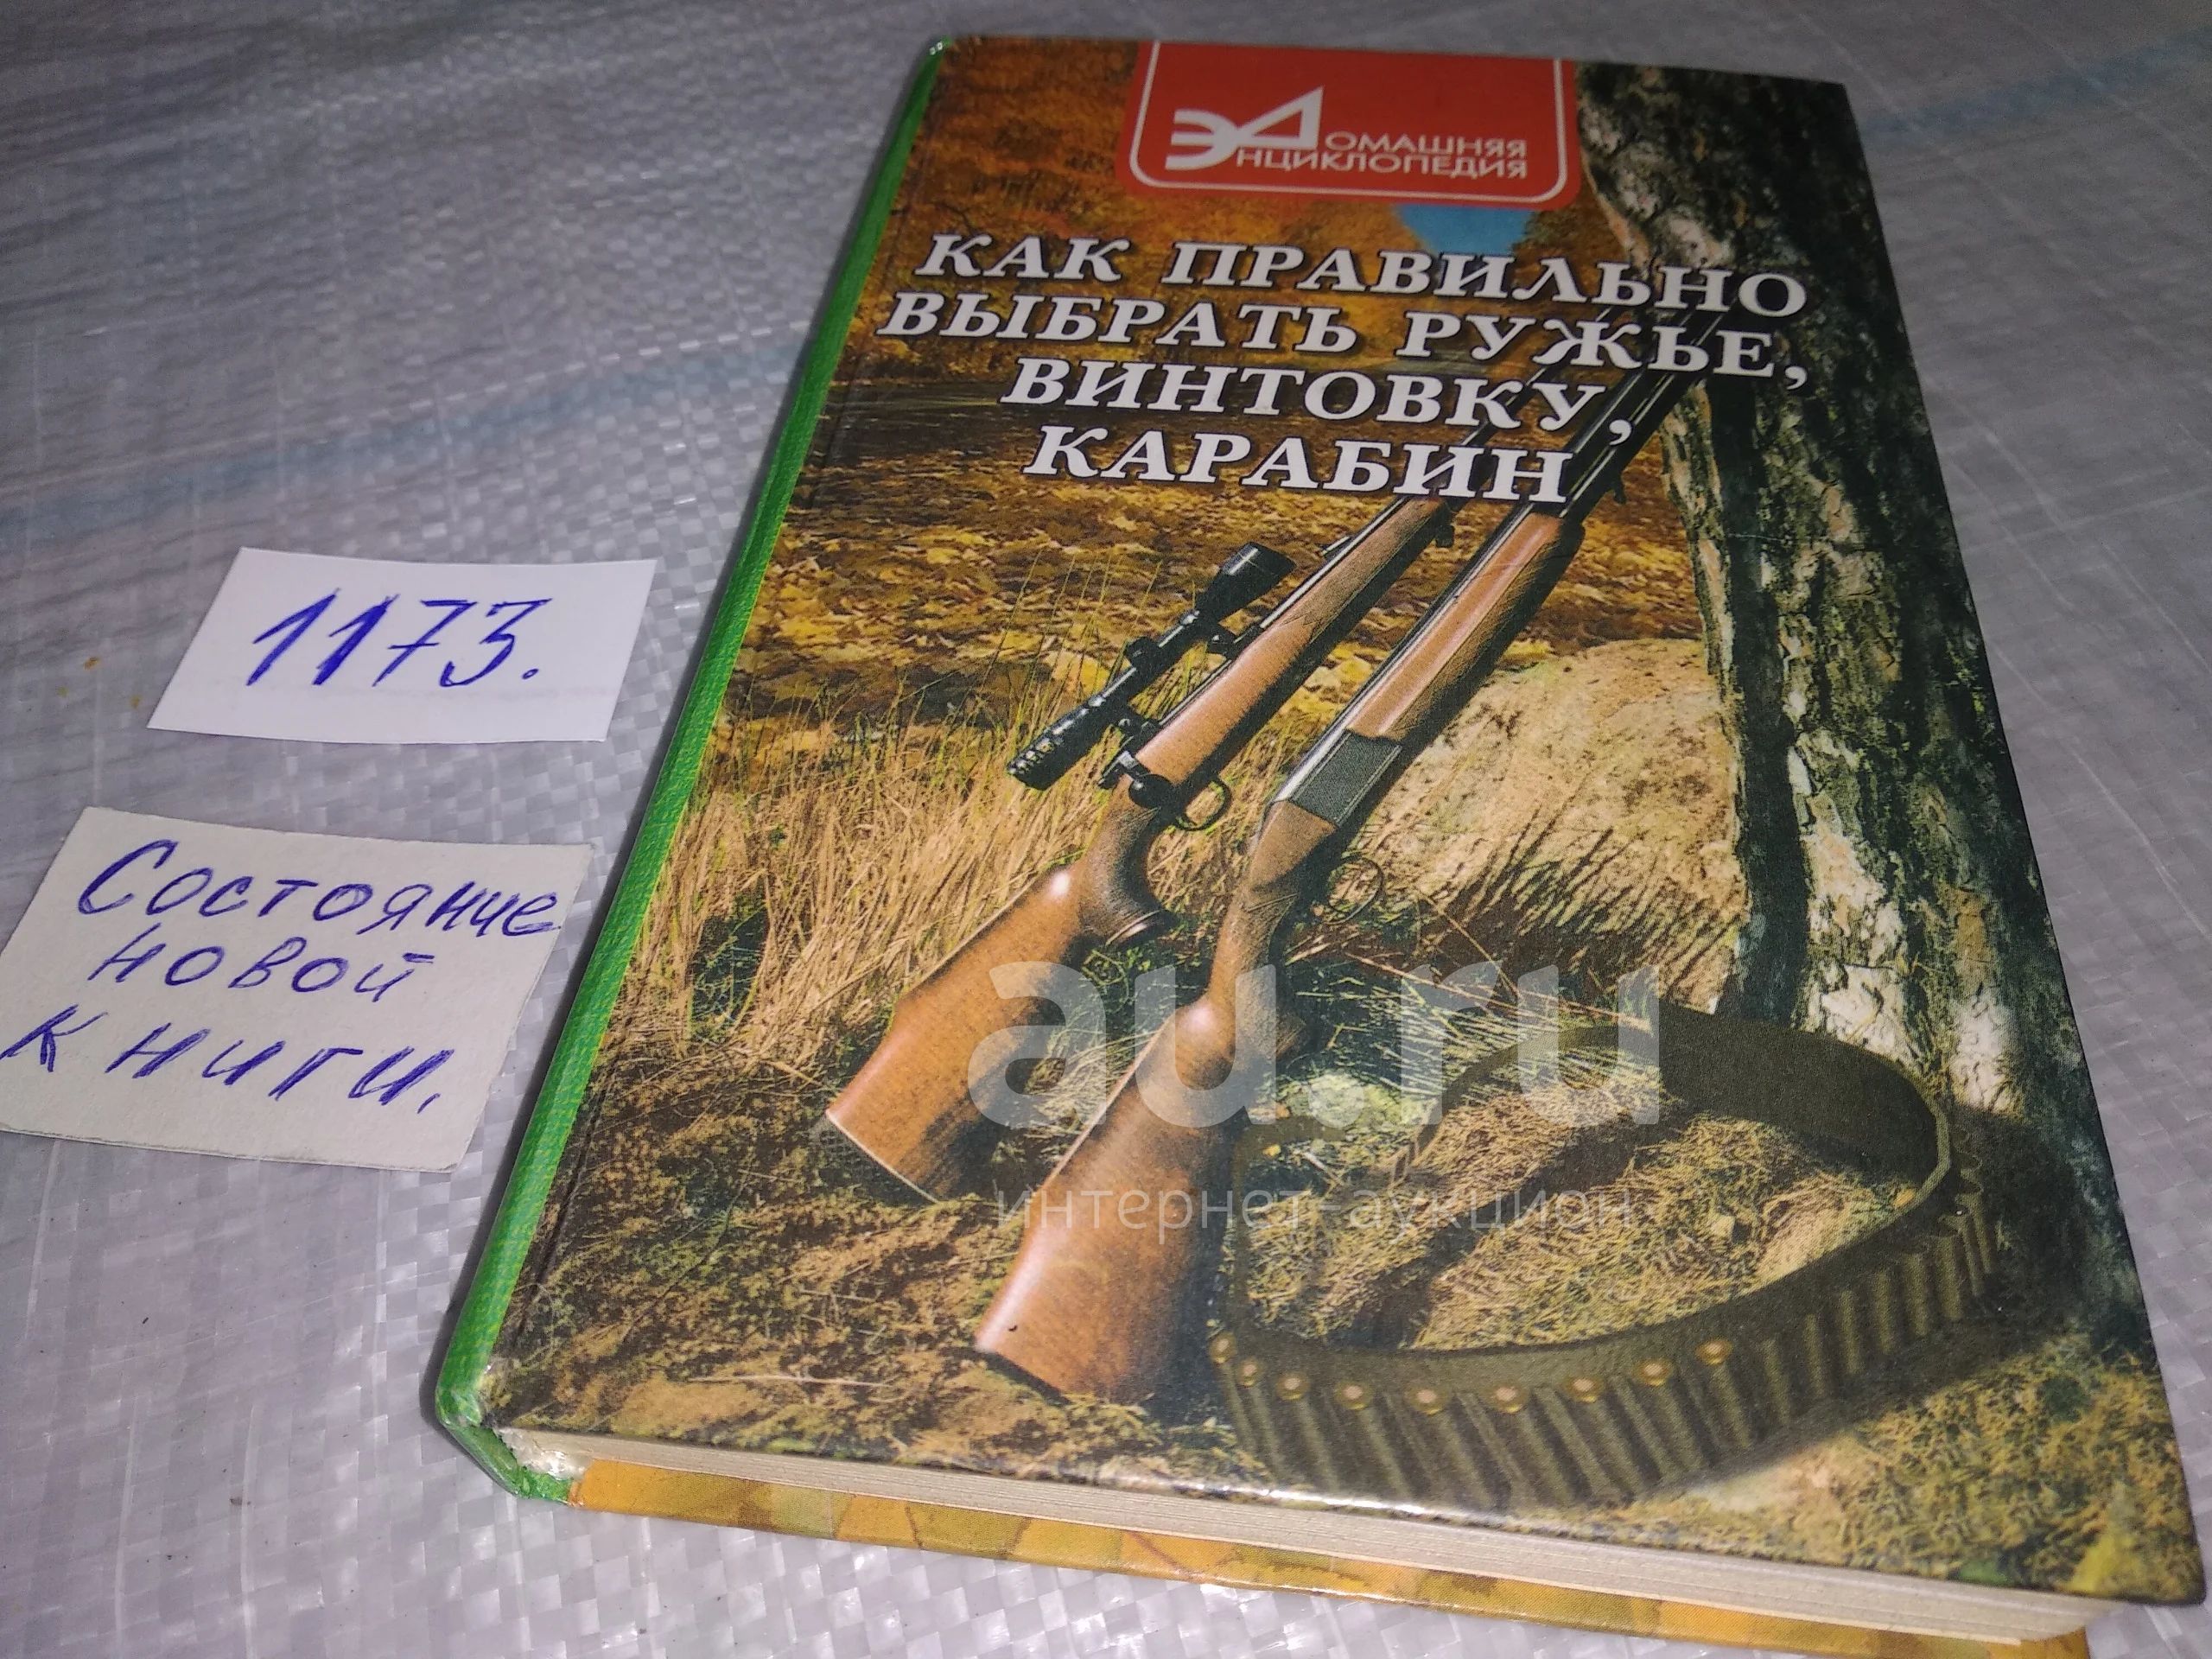 ДОМАШНЯЯ
ЭНЦИКЛОПЕДИЯ
КАК ПРАВИЛЬНО
ВЫБРАТЬ РУЖЬЕ,
ВИНТОВКУ,
КАРАБИН
1173.
Состояние
новой
книги.
au.ru
интернет-аукцион